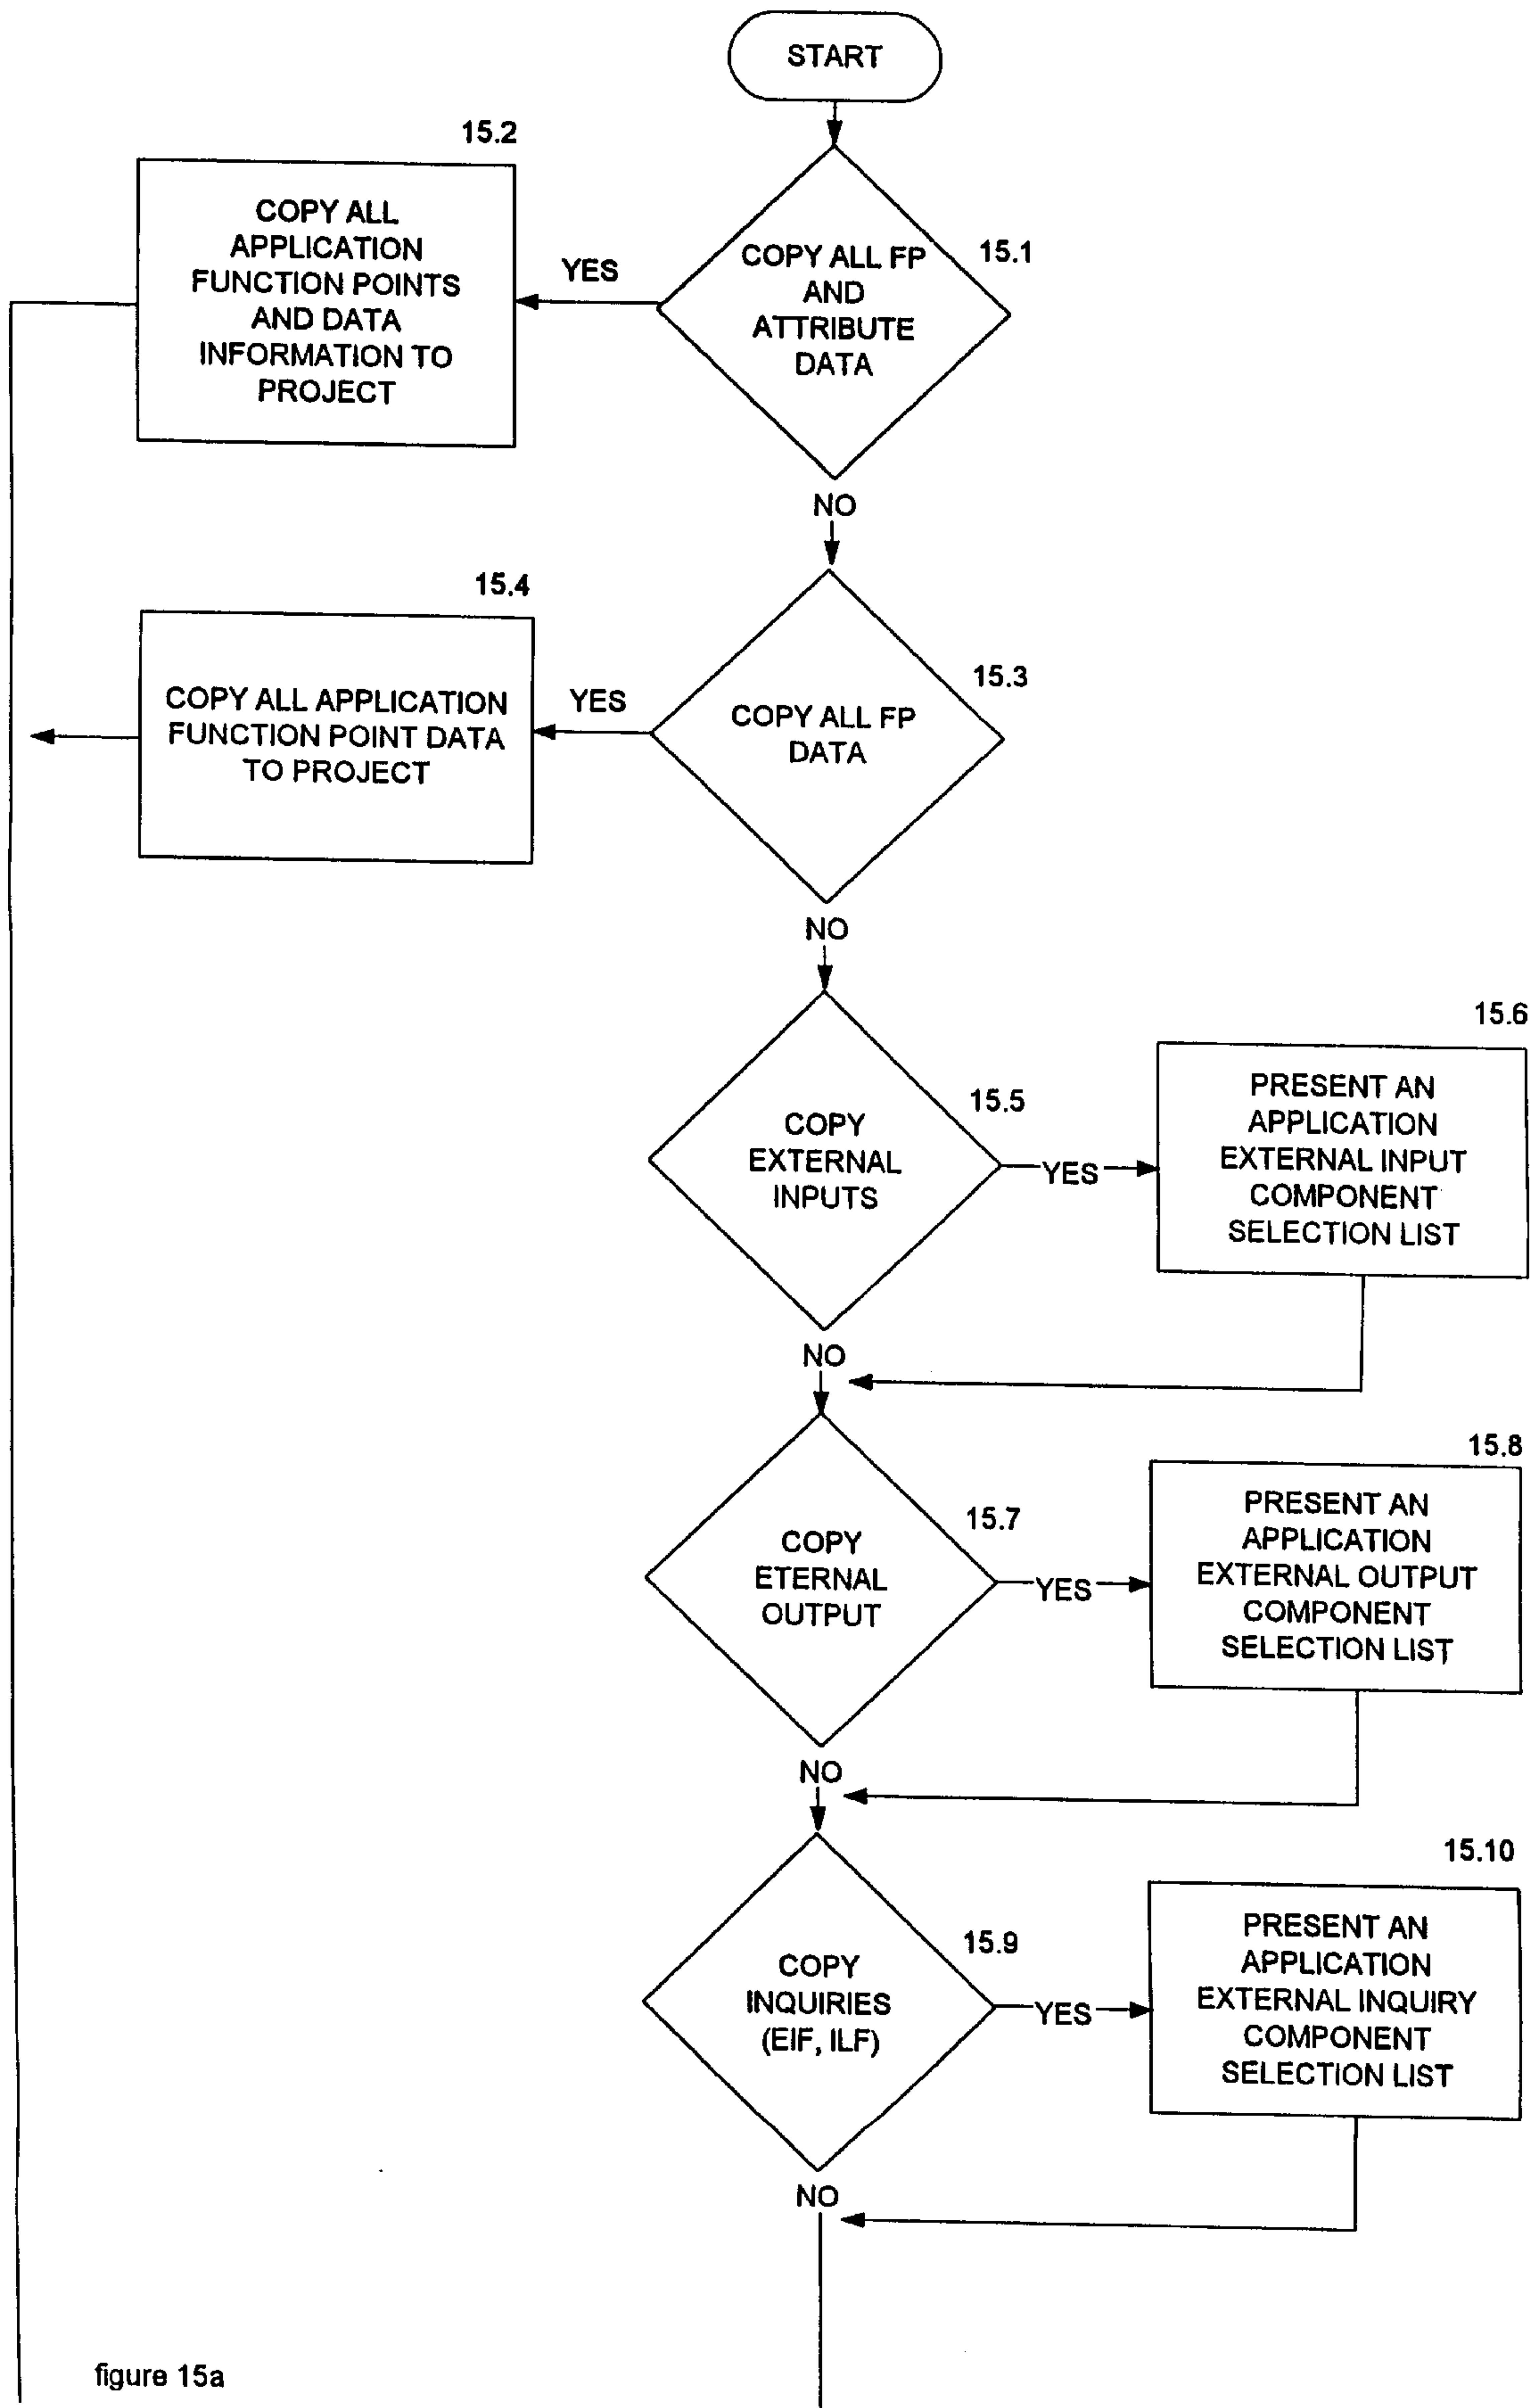 START
15.2
COPY ALL
APPLICATION
FUNCTION POINTS
AND DATA
INFORMATION TO
PROJECT
YES
COPY ALL FP
AND
ATTRIBUTE
DATA
15.1
NO
15.4
COPY ALL APPLICATION
FUNCTION POINT DATA
TO PROJECT
YES
COPY ALL FP
DATA
15.3
NO
COPY
EXTERNAL
INPUTS
15.5
YES
15.6
PRESENT AN
APPLICATION
EXTERNAL INPUT
COMPONENT
SELECTION LIST
NO
COPY
ETERNAL
OUTPUT
15.7
YES
15.8
PRESENT AN
APPLICATION
EXTERNAL OUTPUT
COMPONENT
SELECTION LIST
NO
COPY
INQUIRIES
(EIF, ILF)
15.9
YES
15.10
PRESENT AN
APPLICATION
EXTERNAL INQUIRY
COMPONENT
SELECTION LIST
NO
figure 15a